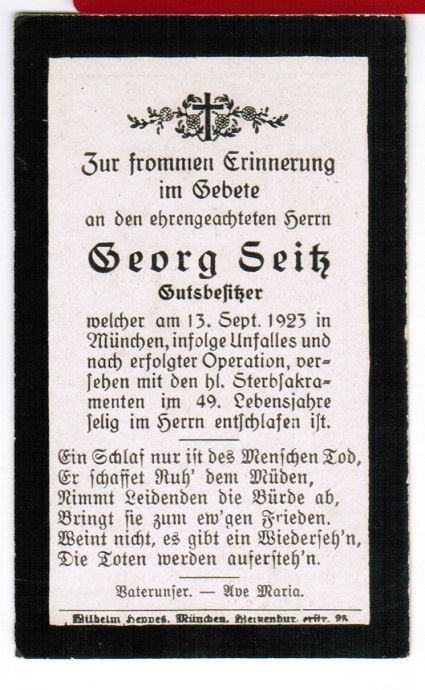 Zur frommen Erinnerung
im Gebete
an den ehrengeachteten Herrn
Georg Seitz
Gutsbesitzer
welcher am 13. Sept. 1923 in
München, infolge Unfalles und
nach erfolgter Operation, ver-
sehen mit den hl. Sterbsakra-
menten im 49. Lebensjahre
selig im Herrn entschlafen ist.
Ein Schlaf nur ist des Menschen Tod,
Er schaffet Ruh' dem Müden,
Nimmt Leidenden die Bürde ab,
Bringt sie zum ew'gen Frieden.
Weint nicht, es gibt ein Wiederseh'n,
Die Toten werden aufersteh'n.
Vaterunser. — Ave Maria.
Wilhelm München.